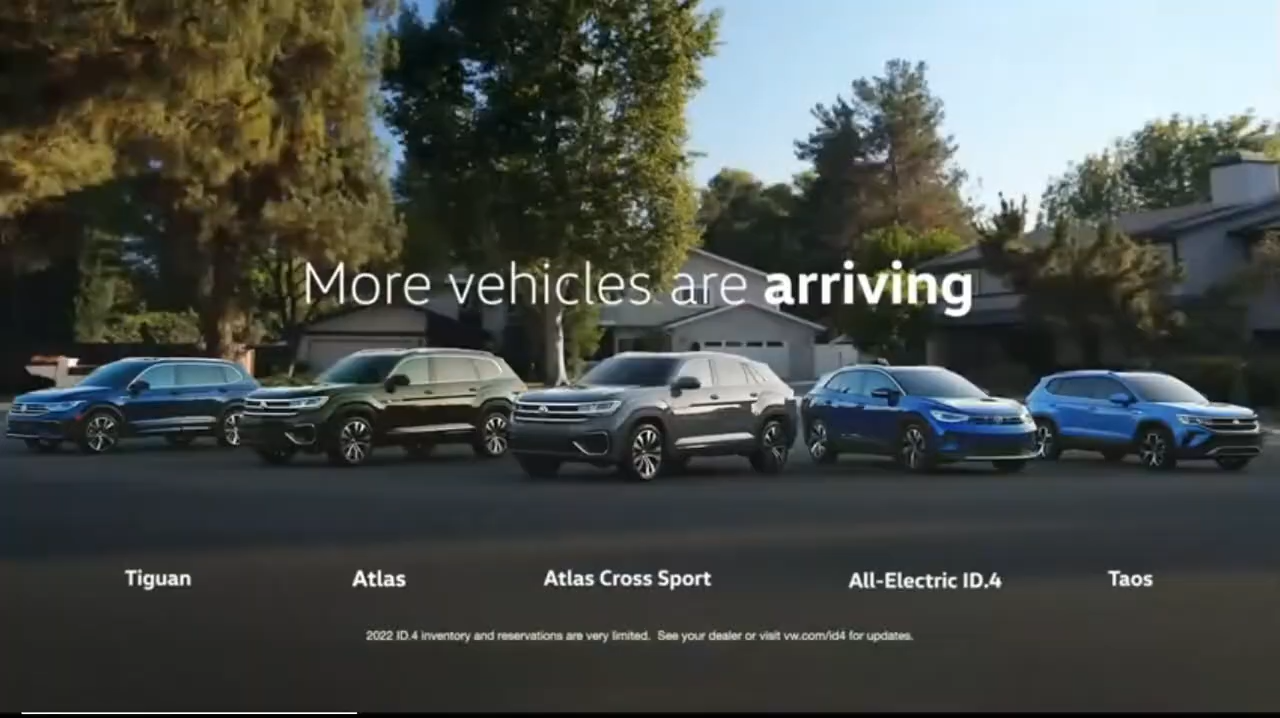 More vehicles are arriving
Tiguan Atlas Atlas Cross Sport All-Electric ID.4 Taos
2022 ID.4 inventory and reservations are very limited. See your dealer or visit vw.com/id4 for updates.